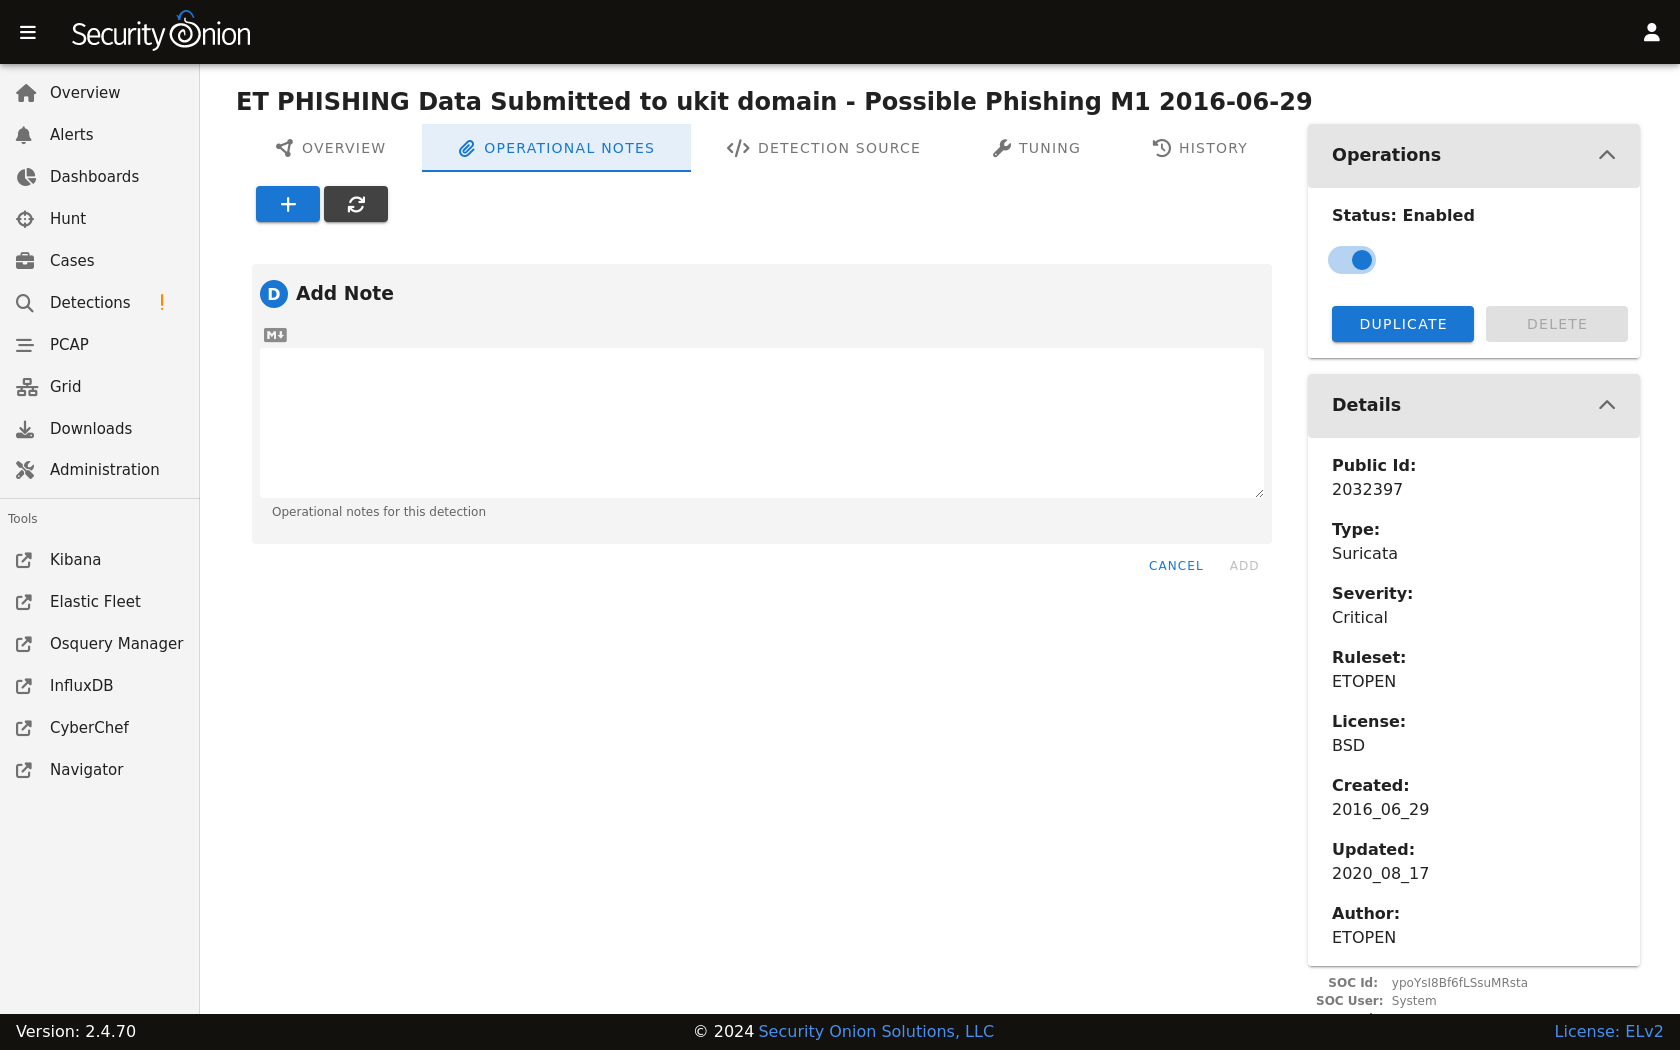 Security Onion
Overview
Alerts
Dashboards
Hunt
Cases
Detections !
PCAP
Grid
Downloads
Administration
Tools
Kibana
Elastic Fleet
Osquery Manager
InfluxDB
CyberChef
Navigator
ET PHISHING Data Submitted to ukit domain - Possible Phishing M1 2016-06-29
OVERVIEW
OPERATIONAL NOTES
DETECTION SOURCE
TUNING
HISTORY
+
D Add Note
M
Operational notes for this detection
CANCEL
ADD
Operations
Status: Enabled
DUPLICATE
DELETE
Details
Public Id:
2032397
Type:
Suricata
Severity:
Critical
Ruleset:
ETOPEN
License:
BSD
Created:
2016_06_29
Updated:
2020_08_17
Author:
ETOPEN
SOC Id: ypoYsI8Bf6fLSsuMRsta
SOC User: System
Version: 2.4.70
© 2024 Security Onion Solutions, LLC
License: ELv2